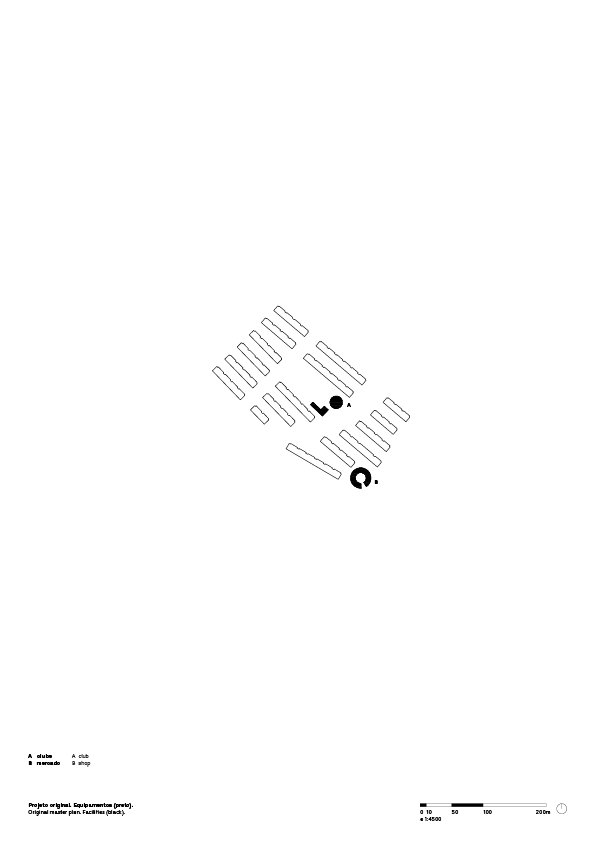 A
B
A clube A club
B mercado B shop
Projeto original. Equipamentos (preto).
Original master plan. Facilities (black).
0 10 50 100 200m
e 1:4500